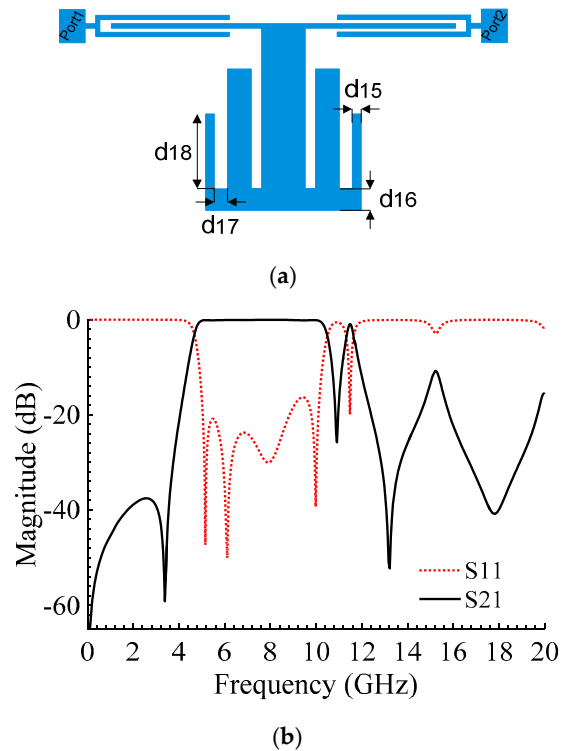 Port1
Port2
d15
d18
d16
d17
(a)
0
-20
-40
-60
Magnitude (dB)
S11
S21
0 2 4 6 8 10 12 14 16 18 20
Frequency (GHz)
(b)